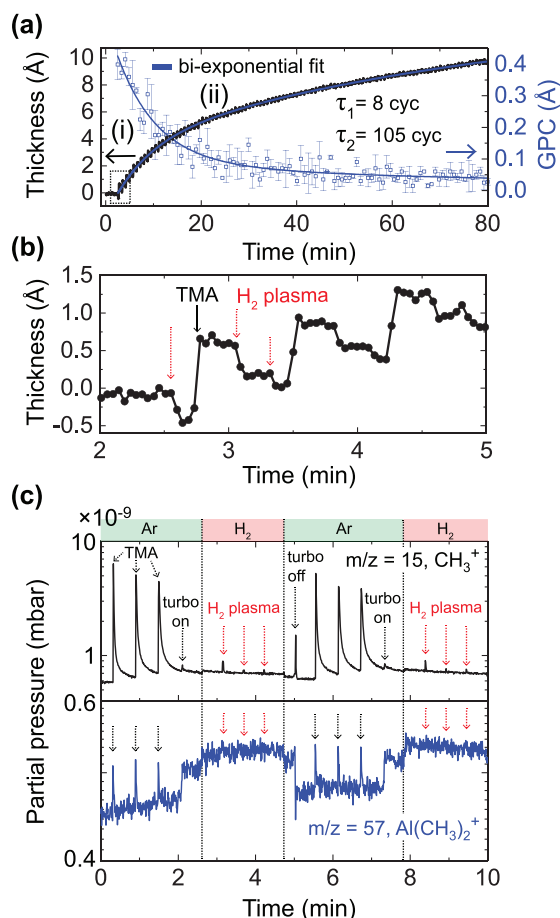 (a)
Thickness (Å)
10
8
6
4
2
0
bi-exponential fit
(i)
(ii)
τ1= 8 cyc
τ2= 105 cyc
0.4
0.3
0.2
0.1
0.0
GPC (Å)
0 20 40 60 80
Time (min)
(b)
Thickness (Å)
1.5
1.0
0.5
0.0
-0.5
TMA
H2 plasma
2 3 4 5
Time (min)
(c)
×10-9
Ar H2 Ar H2
Partial pressure (mbar)
10
1
TMA
turbo on
H2 plasma
turbo off
m/z = 15, CH3+
turbo on
H2 plasma
0.6
0.4
m/z = 57, Al(CH3)2+
0 2 4 6 8 10
Time (min)